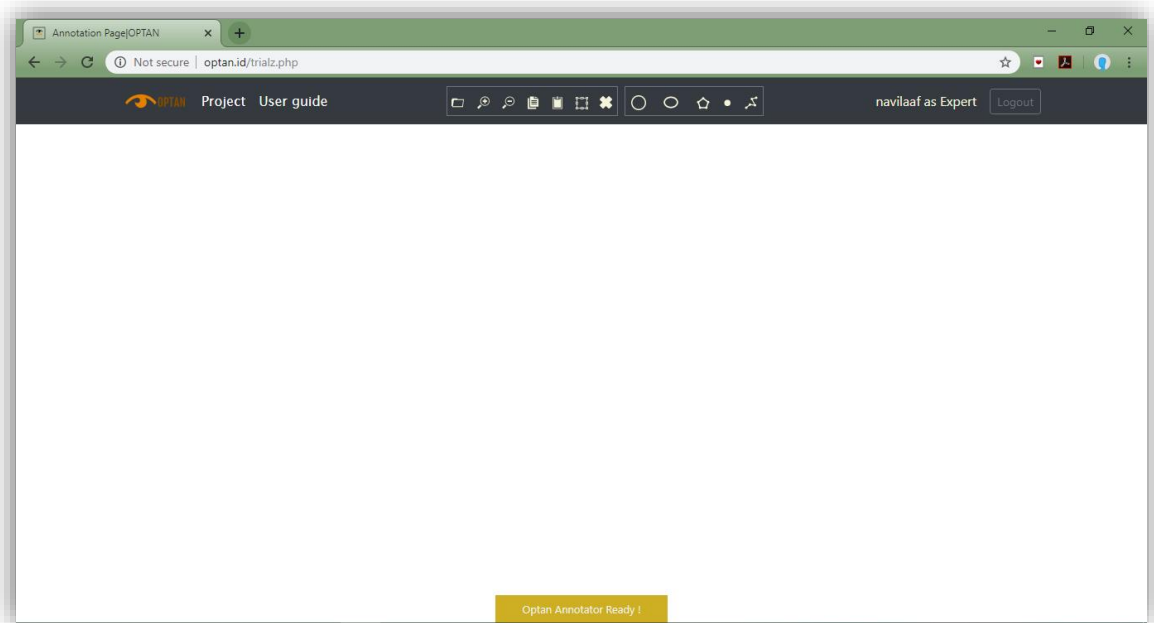 Annotation Page|OPTAN
Not secure | optan.id/trialz.php
OPTAN Project User guide navilaaf as Expert Logout
Optan Annotator Ready !